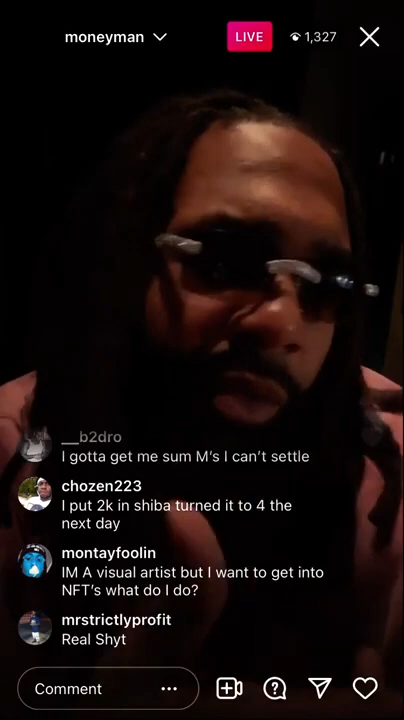 moneyman
LIVE
1,327
__b2dro
I gotta get me sum M's I can't settle
chozen223
I put 2k in shiba turned it to 4 the
next day
montayfoolin
IM A visual artist but I want to get into
NFT's what do I do?
mrstrictlyprofit
Real Shyt
Comment